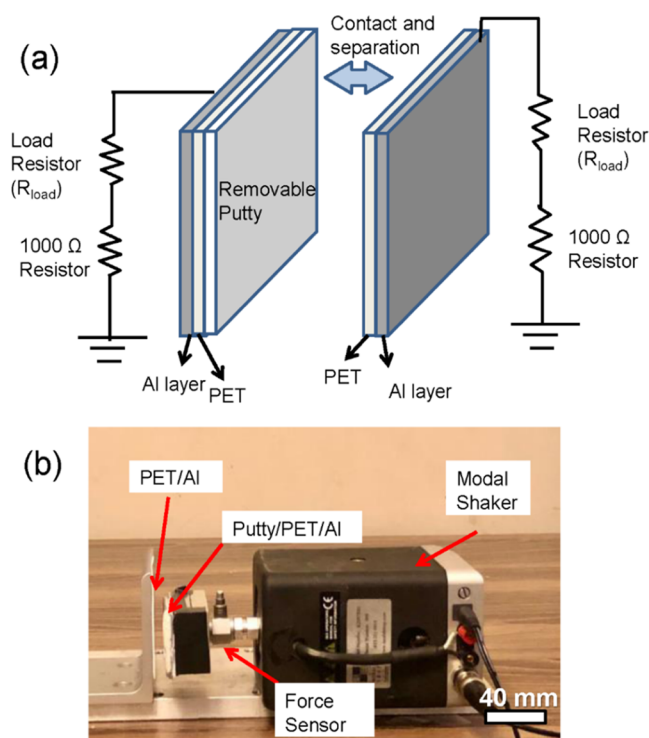 (a)
Contact and
separation
Load
Resistor
(Rload)
1000 Ω
Resistor
Removable
Putty
Load
Resistor
(Rload)
1000 Ω
Resistor
Al layer
PET
PET
Al layer
(b)
PET/Al
Putty/PET/Al
Modal
Shaker
Force
Sensor
40 mm